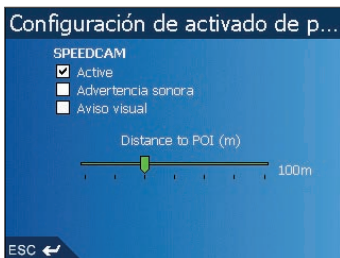 Configuración de activado de p...
SPEEDCAM
Active
Advertencia sonora
Aviso visual
Distance to POI (m)
100m
ESC